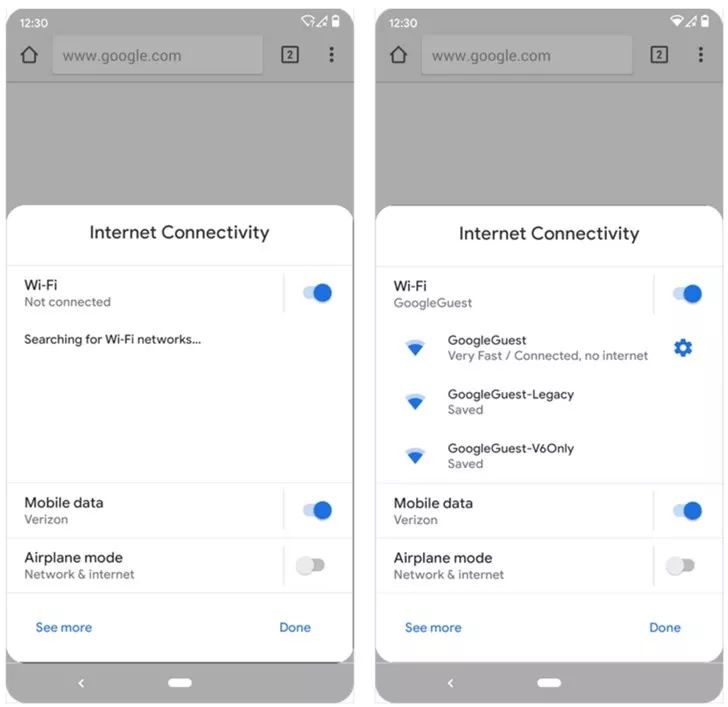 12:30
www.google.com
2
Internet Connectivity
Wi-Fi
Not connected
Searching for Wi-Fi networks...
Mobile data
Verizon
Airplane mode
Network & internet
See more
Done
12:30
www.google.com
2
Internet Connectivity
Wi-Fi
GoogleGuest
GoogleGuest
Very Fast / Connected, no internet
GoogleGuest-Legacy
Saved
GoogleGuest-V6Only
Saved
Mobile data
Verizon
Airplane mode
Network & internet
See more
Done